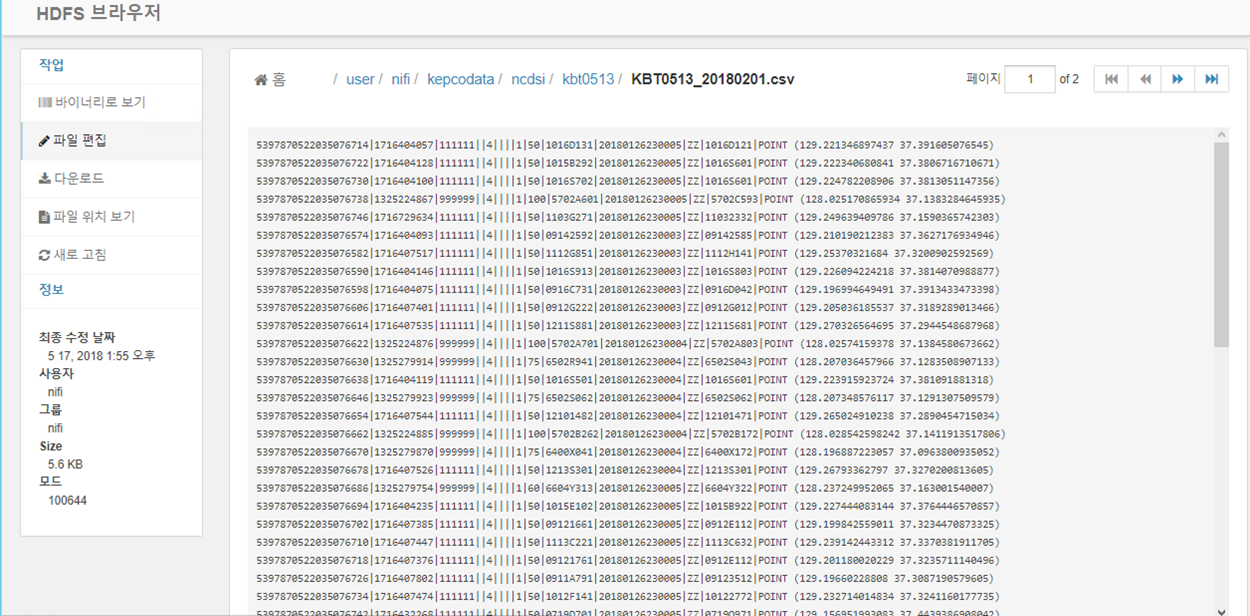 HDFS 브라우저
작업
바이너리로 보기
파일 편집
다운로드
파일 위치 보기
새로 고침
정보
최종 수정 날짜
5 17, 2018 1:55 오후
사용자
nifi
그룹
nifi
Size
5.6 KB
모드
100644
홈 / user / nifi / kepcodata / ncdsi / kbt0513 / KBT0513_20180201.csv
페이지 1 of 2
5397870522035076714|1716404057|111111||4||||1|50|1016D131|20180126230005|ZZ|1016D121|POINT (129.221346897437 37.391605076545)
5397870522035076722|1716404128|111111||4||||1|50|1015B292|20180126230005|ZZ|1016S601|POINT (129.222340680841 37.3806716710671)
5397870522035076730|1716404100|111111||4||||1|50|1016S702|20180126230005|ZZ|1016S601|POINT (129.224782208906 37.3813051147356)
5397870522035076738|1325224867|999999||4||||1|100|5702A601|20180126230005|ZZ|5702C593|POINT (128.025170865934 37.1383284645935)
5397870522035076746|1716729634|111111||4||||1|50|1103G271|20180126230005|ZZ|11032332|POINT (129.249639409786 37.1590365742303)
5397870522035076574|1716404093|111111||4||||1|50|09142592|20180126230003|ZZ|09142585|POINT (129.210190212383 37.3627176934946)
5397870522035076582|1716407517|111111||4||||1|50|1112G851|20180126230003|ZZ|1112H141|POINT (129.25370321684 37.3200902592569)
5397870522035076590|1716404146|111111||4||||1|50|1016S913|20180126230003|ZZ|1016S803|POINT (129.226094224218 37.3814070988877)
5397870522035076598|1716404075|111111||4||||1|50|0916C731|20180126230003|ZZ|0916D042|POINT (129.196994649491 37.3913433473398)
5397870522035076606|1716407401|111111||4||||1|50|0912G222|20180126230003|ZZ|0912G012|POINT (129.205036185537 37.3189289013466)
5397870522035076614|1716407535|111111||4||||1|50|1211S881|20180126230003|ZZ|1211S681|POINT (129.270326564695 37.2944548687968)
5397870522035076622|1325224876|999999||4||||1|100|5702A701|20180126230004|ZZ|5702A803|POINT (128.02574159378 37.1384580673662)
5397870522035076630|1325279914|999999||4||||1|75|6502R941|20180126230004|ZZ|6502S043|POINT (128.207036457966 37.1283508907133)
5397870522035076638|1716404119|111111||4||||1|50|1016S501|20180126230004|ZZ|1016S601|POINT (129.223915923724 37.381091881318)
5397870522035076646|1325279923|999999||4||||1|75|6502S062|20180126230004|ZZ|6502S062|POINT (128.207348576117 37.1291307509579)
5397870522035076654|1716407544|111111||4||||1|50|12101482|20180126230004|ZZ|12101471|POINT (129.265024910238 37.2890454715034)
5397870522035076662|1325224885|999999||4||||1|100|5702B262|20180126230004|ZZ|5702B172|POINT (128.028542598242 37.1411913517806)
5397870522035076670|1325279870|999999||4||||1|75|6400X041|20180126230004|ZZ|6400X172|POINT (128.196887223057 37.0963800935052)
5397870522035076678|1716407526|111111||4||||1|50|1213S301|20180126230004|ZZ|1213S301|POINT (129.26793362797 37.3270200813605)
5397870522035076686|1325279754|999999||4||||1|60|6604Y313|20180126230005|ZZ|6604Y322|POINT (128.237249952065 37.163001540007)
5397870522035076694|1716404235|111111||4||||1|50|1015E102|20180126230005|ZZ|1015B922|POINT (129.227444083144 37.3764446570857)
5397870522035076702|1716407385|111111||4||||1|50|09121661|20180126230005|ZZ|0912E112|POINT (129.199842559011 37.3234470873325)
5397870522035076710|1716407447|111111||4||||1|50|1113C221|20180126230005|ZZ|1113C632|POINT (129.239142443312 37.3370381911705)
5397870522035076718|1716407376|111111||4||||1|50|09121761|20180126230005|ZZ|0912E112|POINT (129.201180020229 37.3235711140496)
5397870522035076726|1716407802|111111||4||||1|50|0911A791|20180126230005|ZZ|09123512|POINT (129.19660228808 37.3087190579605)
5397870522035076734|1716407474|111111||4||||1|50|1012F141|20180126230005|ZZ|10122772|POINT (129.232714014834 37.3241160177735)
5397870522035076742|1716432268|111111||4||||1|50|0719D701|20180126230005|ZZ|0719Q971|POINT (129.156951993083 37.4439386908042)